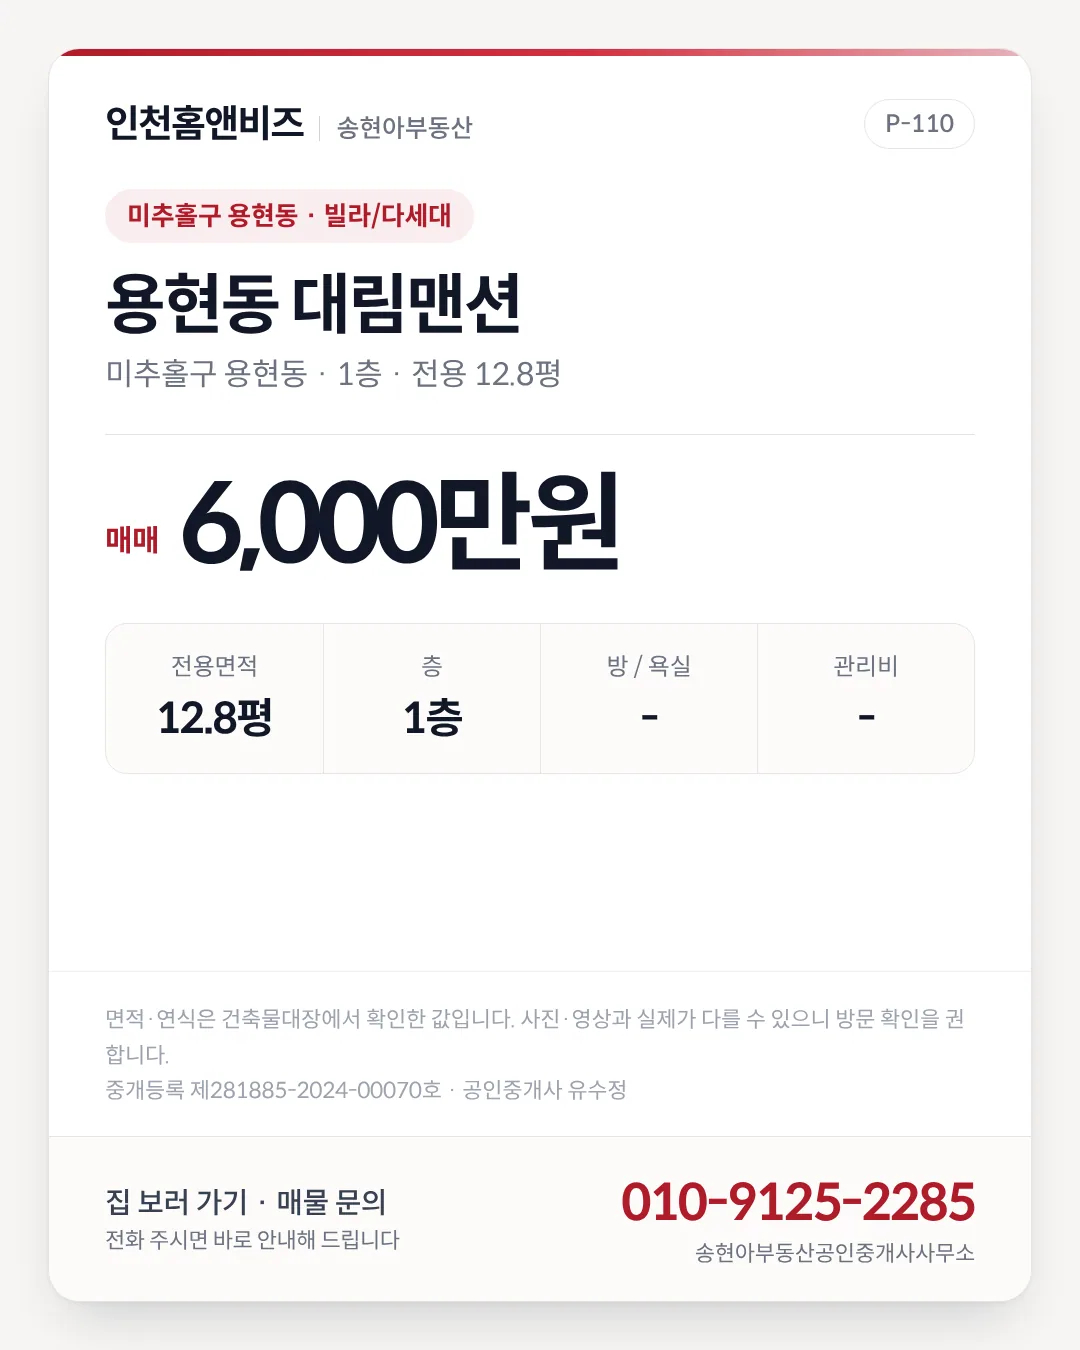 인천홈앤비즈 | 송현아부동산
P-110
미추홀구 용현동 · 빌라/다세대
용현동 대림맨션
미추홀구 용현동 · 1층 · 전용 12.8평
매매 6,000만원
전용면적 층 방 / 욕실 관리비
12.8평 1층 - -
면적·연식은 건축물대장에서 확인한 값입니다. 사진·영상과 실제가 다를 수 있으니 방문 확인을 권
합니다.
중개등록 제281885-2024-00070호 · 공인중개사 유수정
집 보러 가기 · 매물 문의
전화 주시면 바로 안내해 드립니다
010-9125-2285
송현아부동산공인중개사사무소